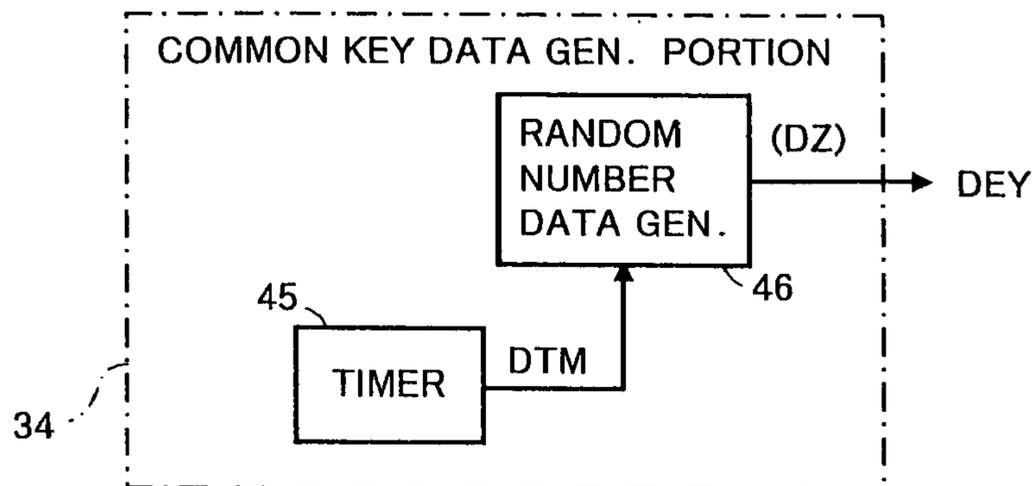 COMMON KEY DATA GEN. PORTION
RANDOM
NUMBER
DATA GEN.
(DZ)
DEY
46
45
TIMER
DTM
34